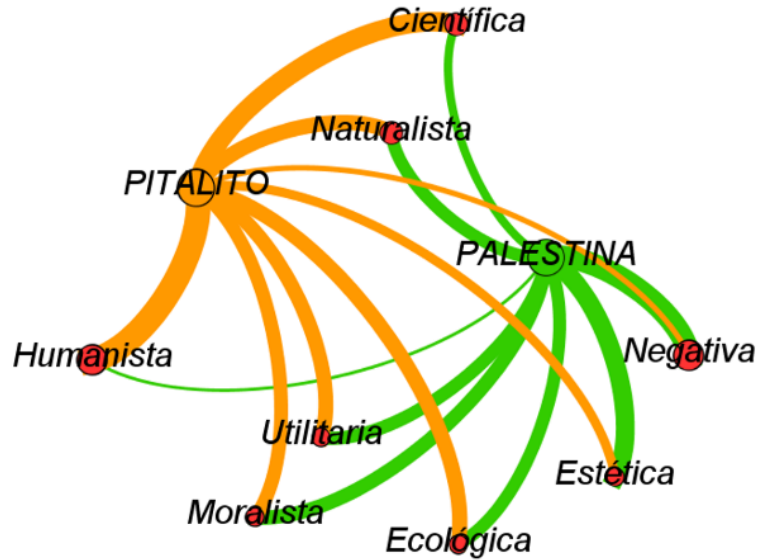 Científica
Naturalista
PITALITO
PALESTINA
Humanista
Negativa
Utilitaria
Estética
Moralista
Ecológica